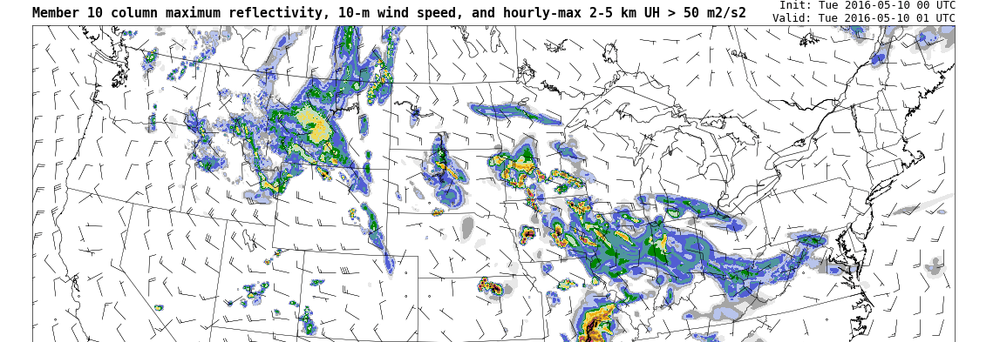 Member 10 column maximum reflectivity, 10-m wind speed, and hourly-max 2-5 km UH > 50 m2/s2
Init: Tue 2016-05-10 00 UTC
Valid: Tue 2016-05-10 01 UTC